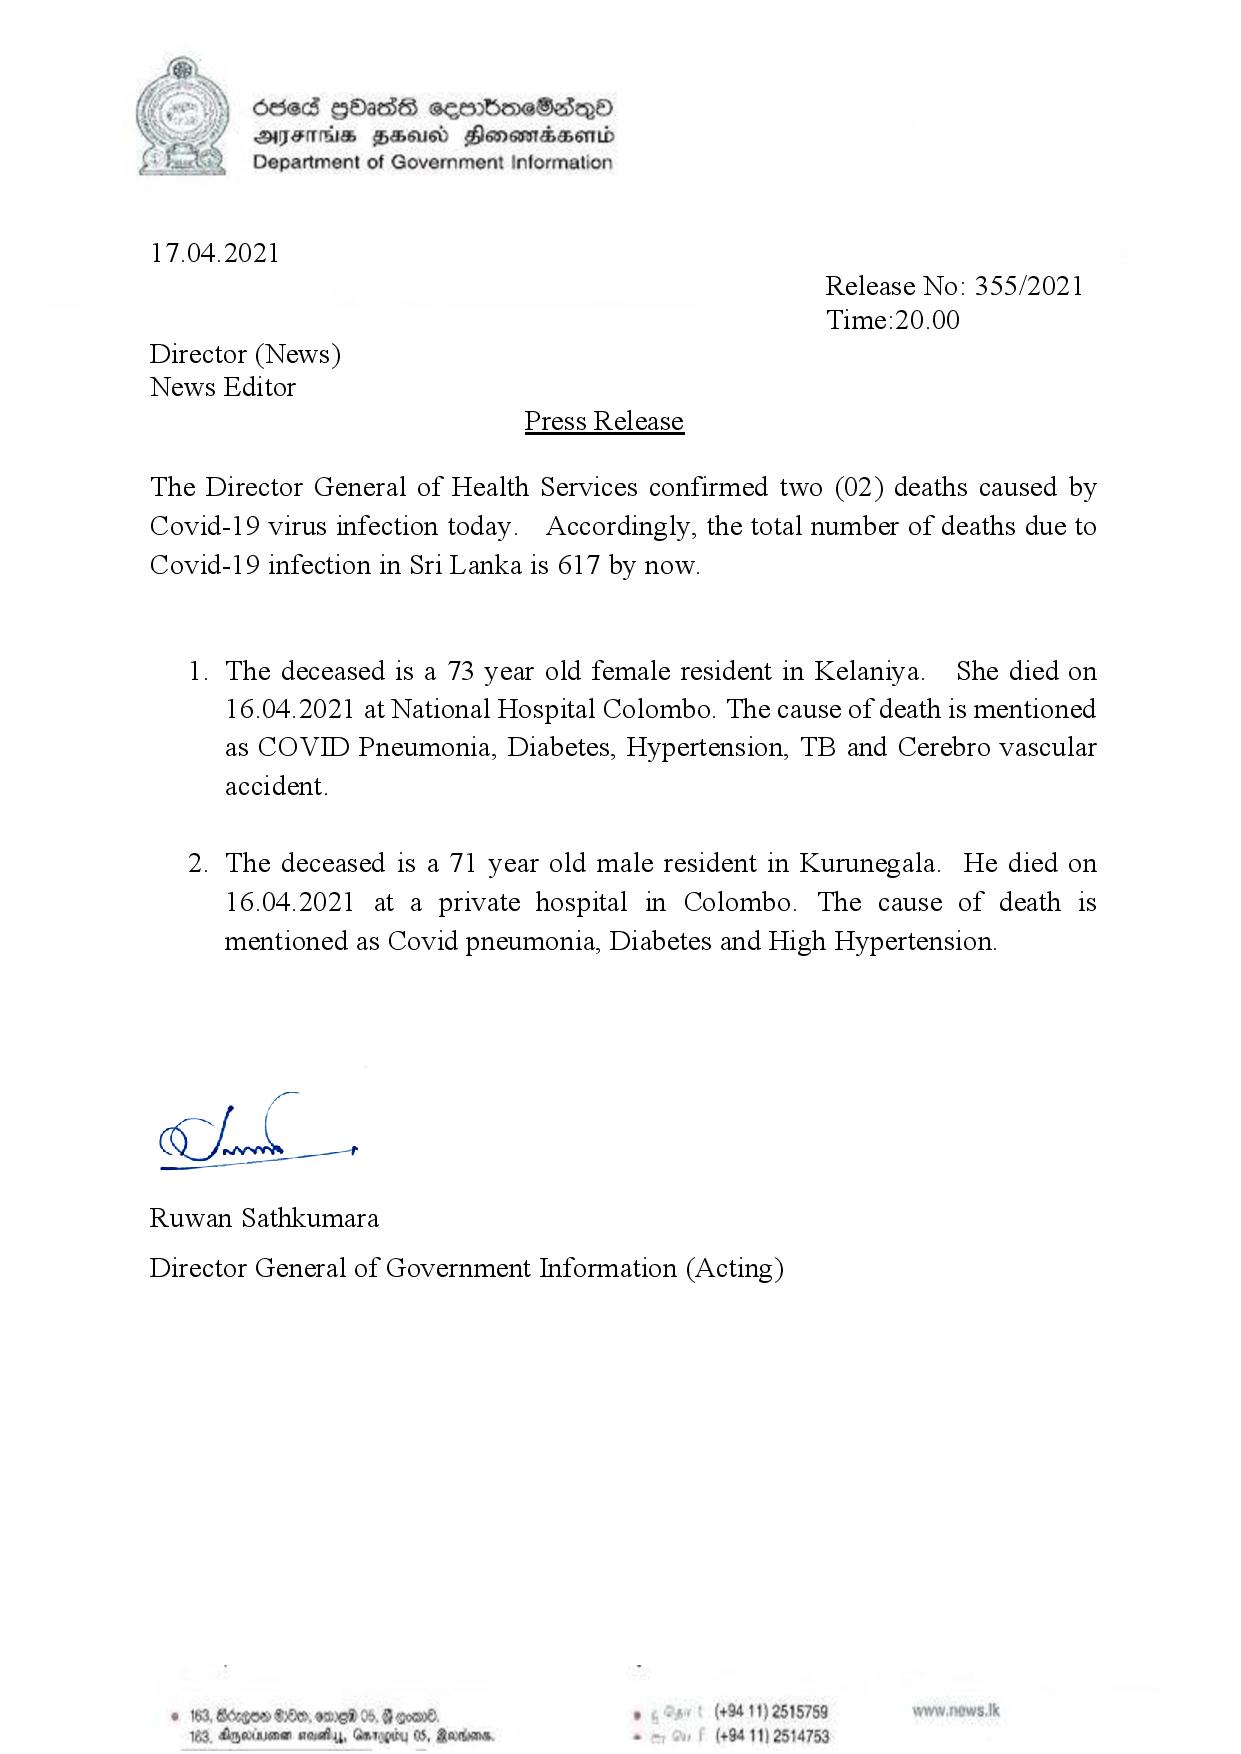 රජයේ ප්‍රවෘත්ති දෙපාර්තමේන්තුව
அரசாங்க தகவல் திணைக்களம்
Department of Government Information
17.04.2021
Release No: 355/2021
Time:20.00
Director (News)
News Editor
Press Release
The Director General of Health Services confirmed two (02) deaths caused by
Covid-19 virus infection today. Accordingly, the total number of deaths due to
Covid-19 infection in Sri Lanka is 617 by now.
1. The deceased is a 73 year old female resident in Kelaniya. She died on
16.04.2021 at National Hospital Colombo. The cause of death is mentioned
as COVID Pneumonia, Diabetes, Hypertension, TB and Cerebro vascular
accident.
2. The deceased is a 71 year old male resident in Kurunegala. He died on
16.04.2021 at a private hospital in Colombo. The cause of death is
mentioned as Covid pneumonia, Diabetes and High Hypertension.
Ruwan Sathkumara
Director General of Government Information (Acting)
163, කිරුලපන මාවත, කොළඹ 05, ශ්‍රී ලංකාව.
163, கிருலப்பனை எவனியூ, கொழும்பு 05, இலங்கை.
(+94 11) 2515759
(+94 11) 2514753
www.news.lk